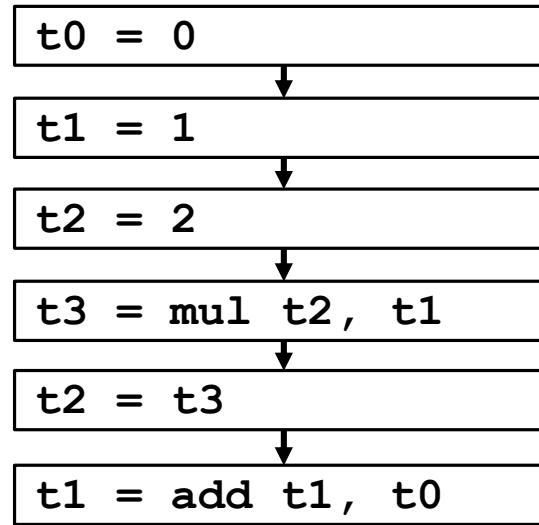 t0 = 0
t1 = 1
t2 = 2
t3 = mul t2, t1
t2 = t3
t1 = add t1, t0